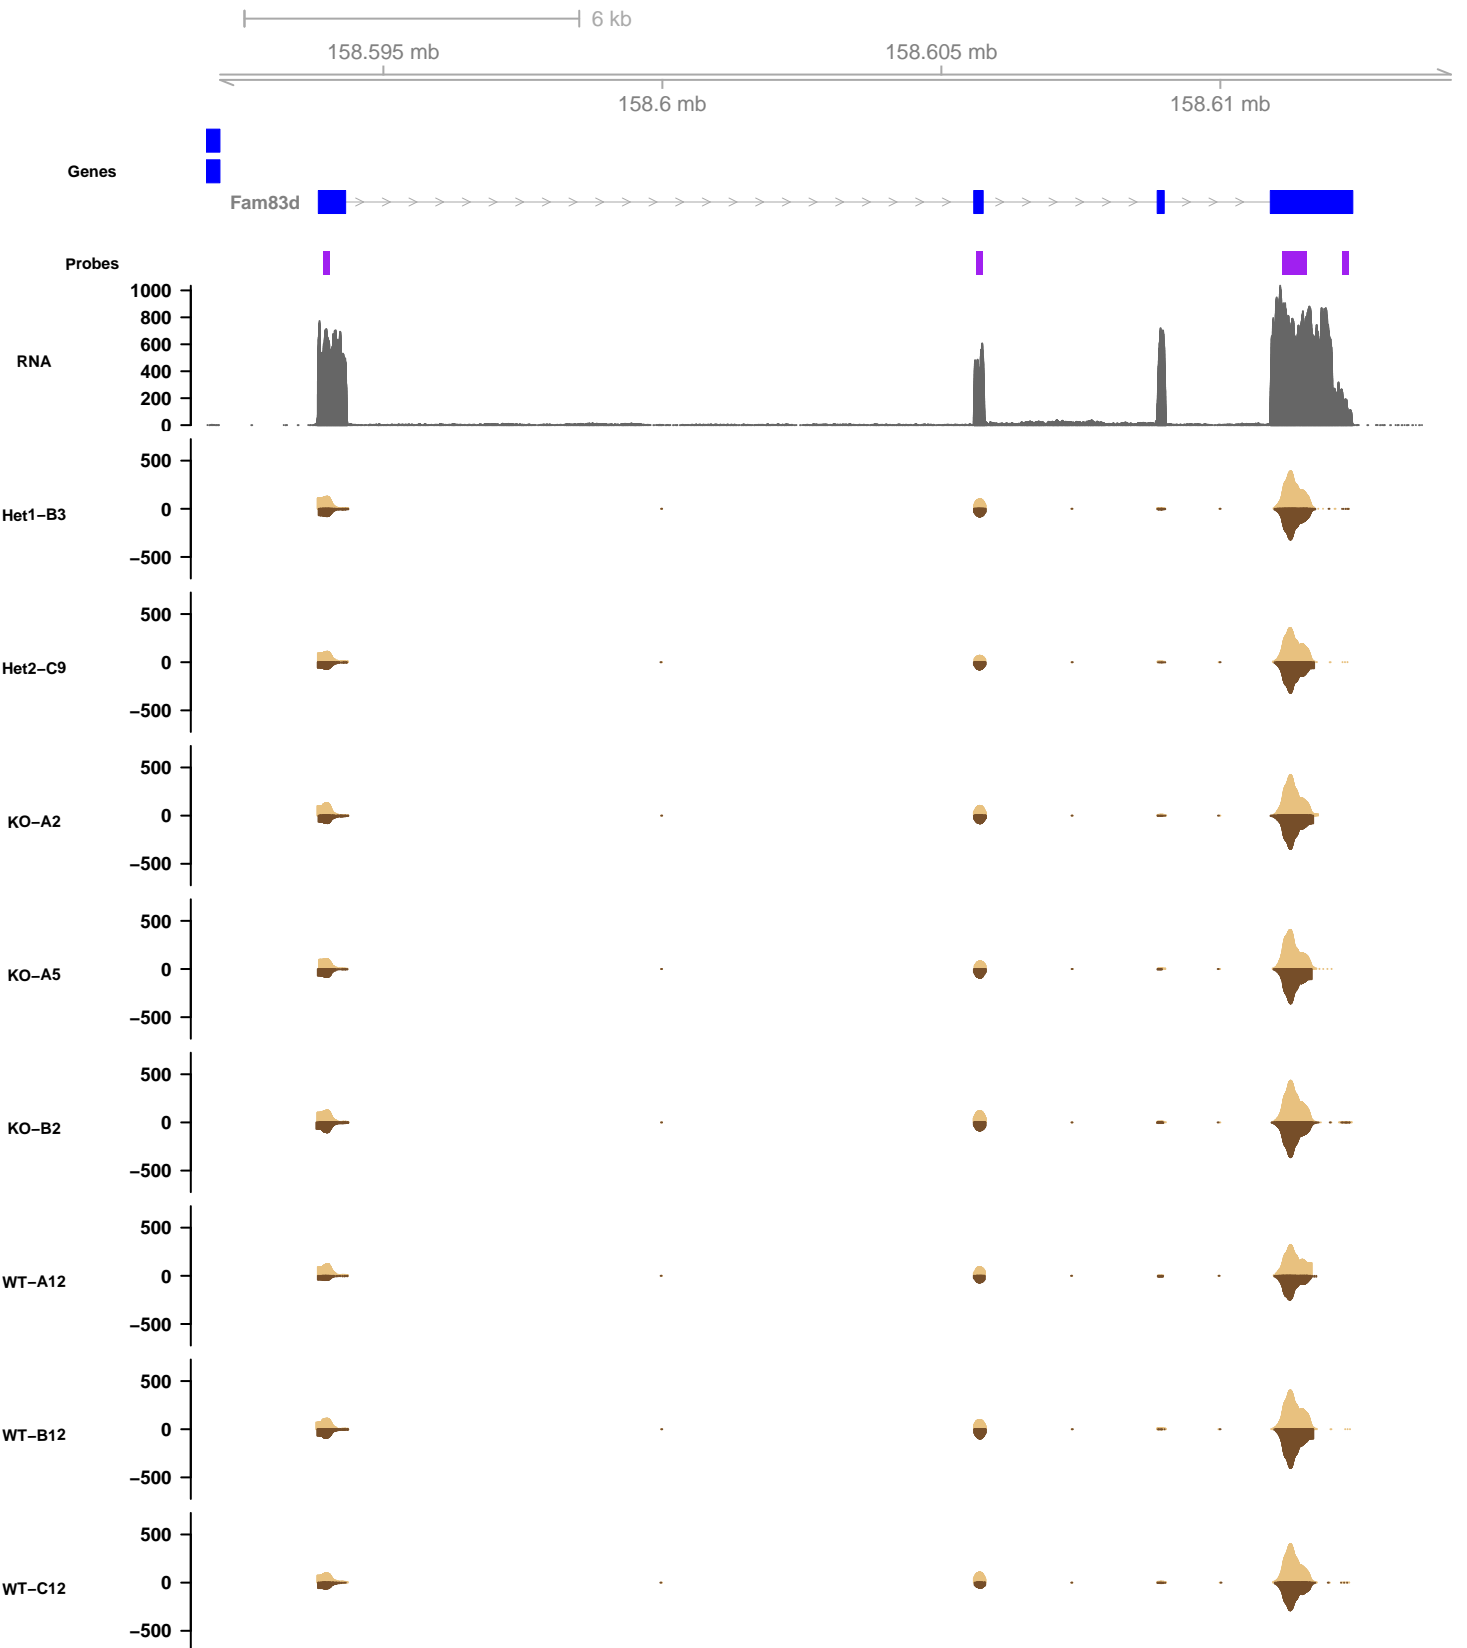 6 kb
158.595 mb
158.605 mb
158.6 mb
158.61 mb
Genes
Fam83d
Probes
1000
800
600
400
200
0
RNA
500
0
−500
Het1−B3
500
0
−500
Het2−C9
500
0
−500
KO−A2
500
0
−500
KO−A5
500
0
−500
KO−B2
500
0
−500
WT−A12
500
0
−500
WT−B12
500
0
−500
WT−C12